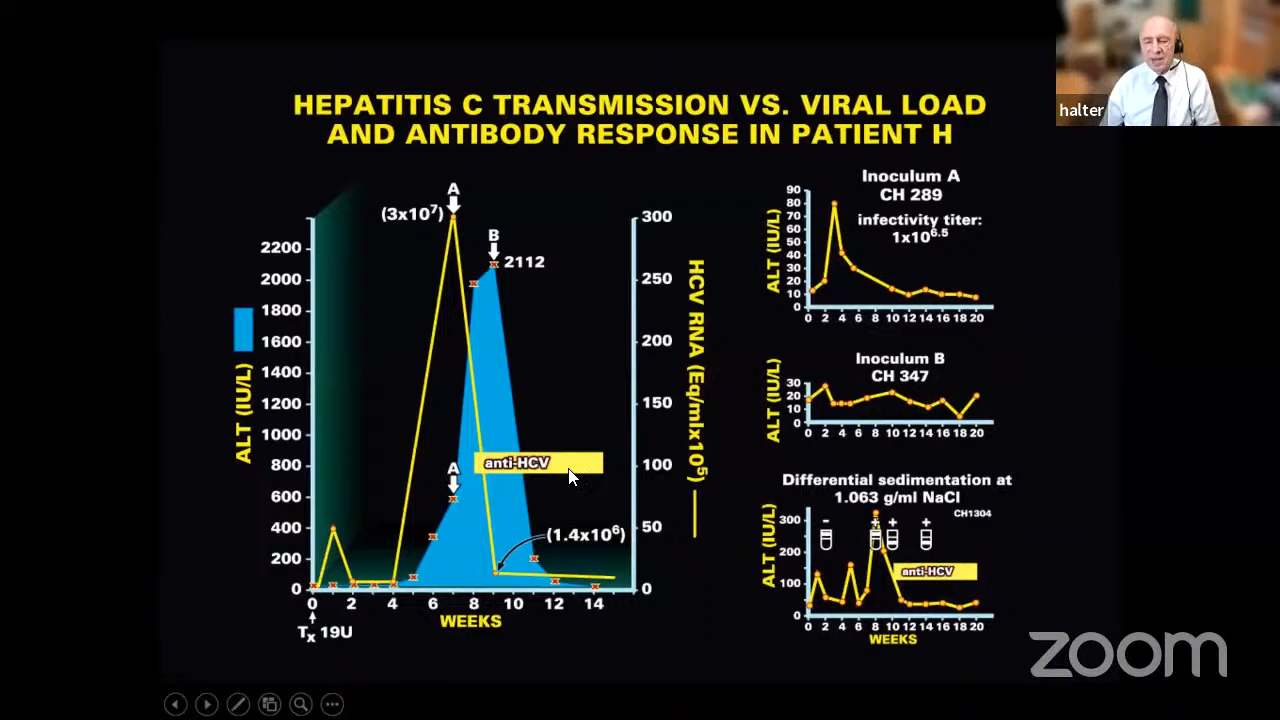 halter
HEPATITIS C TRANSMISSION VS. VIRAL LOAD
AND ANTIBODY RESPONSE IN PATIENT H
A
(3x10⁷)
B
2112
300
250
200
150
100
50
0
HCV RNA (Eq/mlx10⁵)
2200
2000
1800
1600
1400
1200
1000
800
600
400
200
0
ALT (IU/L)
A
anti-HCV
(1.4x10⁶)
0 2 4 6 8 10 12 14
WEEKS
Tx 19U
Inoculum A
CH 289
infectivity titer:
1x10⁶·⁵
ALT (IU/L)
90
80
70
60
50
40
30
20
10
0
0 2 4 6 8 10 12 14 16 18 20
Inoculum B
CH 347
ALT (IU/L)
30
20
10
0
0 2 4 6 8 10 12 14 16 18 20
Differential sedimentation at
1.063 g/ml NaCl
CH1304
ALT (IU/L)
300
200
100
0
- + + +
anti-HCV
0 2 4 6 8 10 12 14 16 18 20
WEEKS
zoom